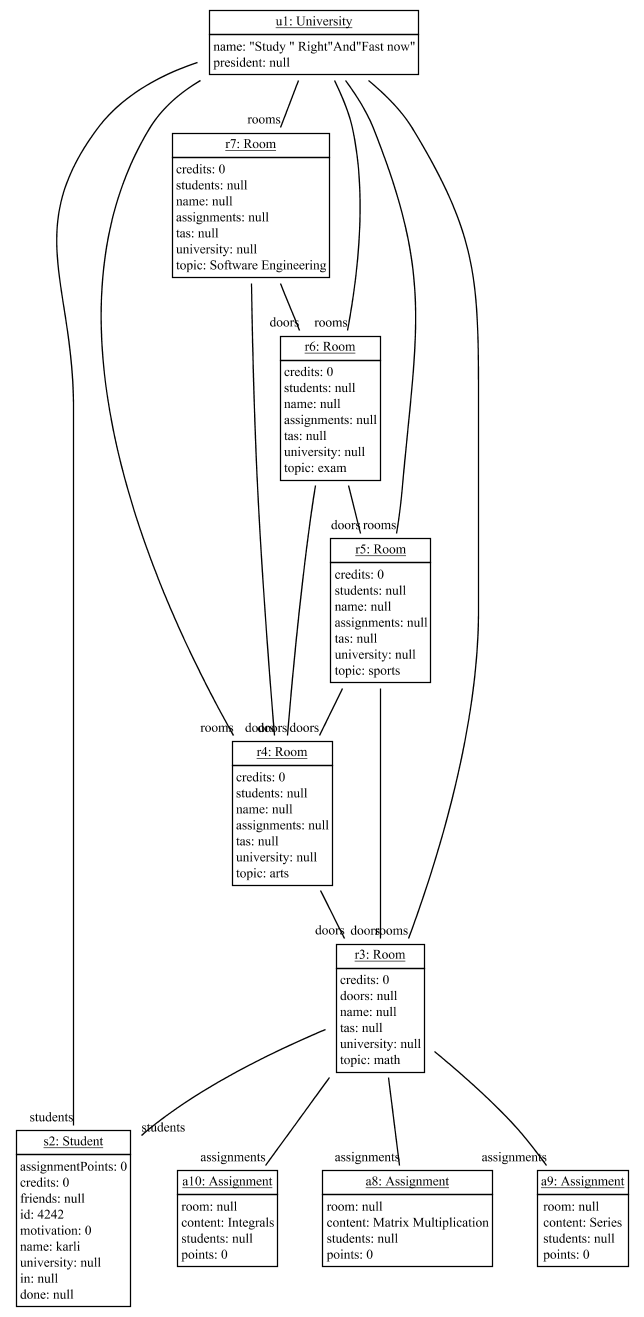 u1: University
name: "Study " Right"And"Fast now"
president: null
rooms
r7: Room
credits: 0
students: null
name: null
assignments: null
tas: null
university: null
topic: Software Engineering
doors rooms
r6: Room
credits: 0
students: null
name: null
assignments: null
tas: null
university: null
topic: exam
doors rooms
r5: Room
credits: 0
students: null
name: null
assignments: null
tas: null
university: null
topic: sports
rooms doors doors doors
r4: Room
credits: 0
students: null
name: null
assignments: null
tas: null
university: null
topic: arts
doors doors rooms
r3: Room
credits: 0
doors: null
name: null
tas: null
university: null
topic: math
students
students
s2: Student
assignmentPoints: 0
credits: 0
friends: null
id: 4242
motivation: 0
name: karli
university: null
in: null
done: null
assignments
a10: Assignment
room: null
content: Integrals
students: null
points: 0
assignments
a8: Assignment
room: null
content: Matrix Multiplication
students: null
points: 0
assignments
a9: Assignment
room: null
content: Series
students: null
points: 0